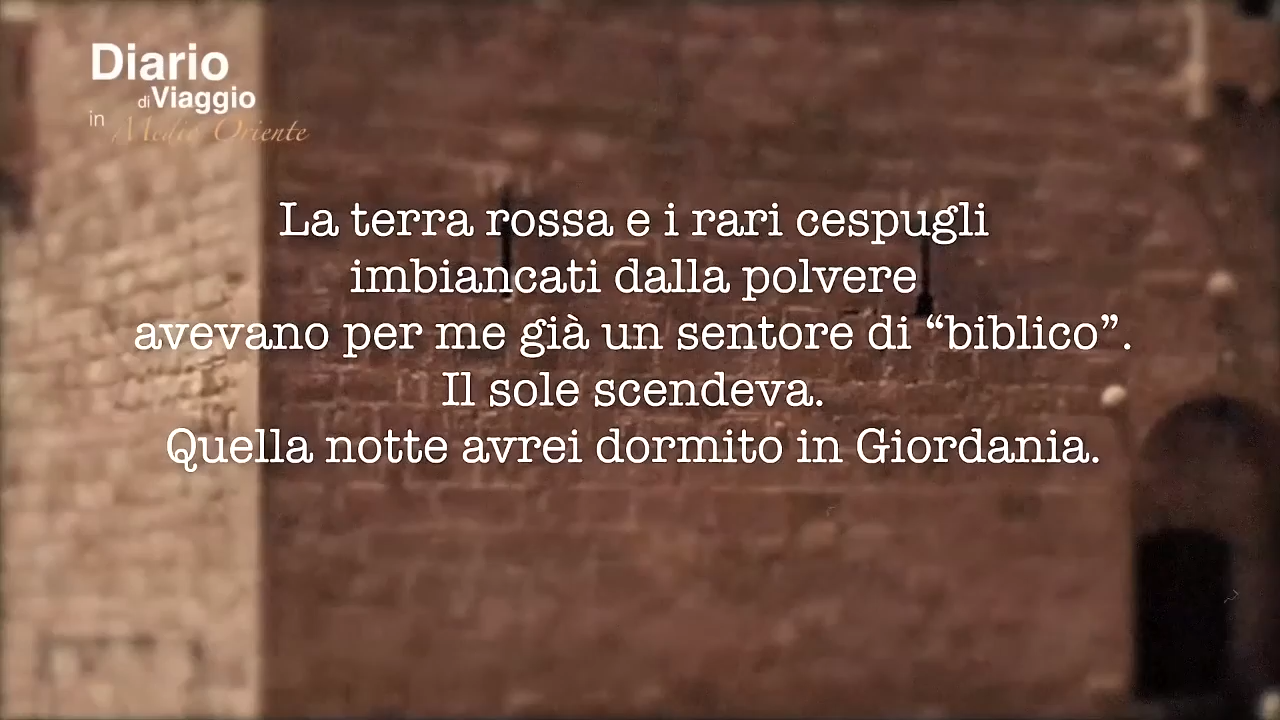 Diario
di Viaggio
in Medio Oriente
La terra rossa e i rari cespugli
imbiancati dalla polvere
avevano per me già un sentore di “biblico”.
Il sole scendeva.
Quella notte avrei dormito in Giordania.